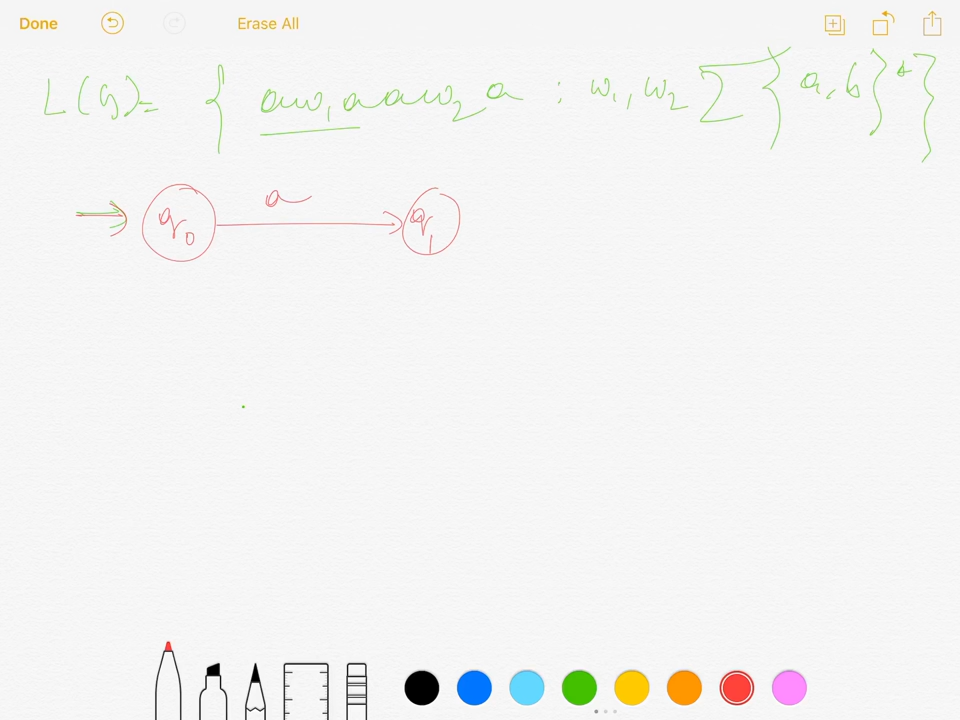 Done Erase All
L(g)= { aw₁aaw₂a : w₁,w₂ ∑ {a,b}* }
a
q₀ q₁